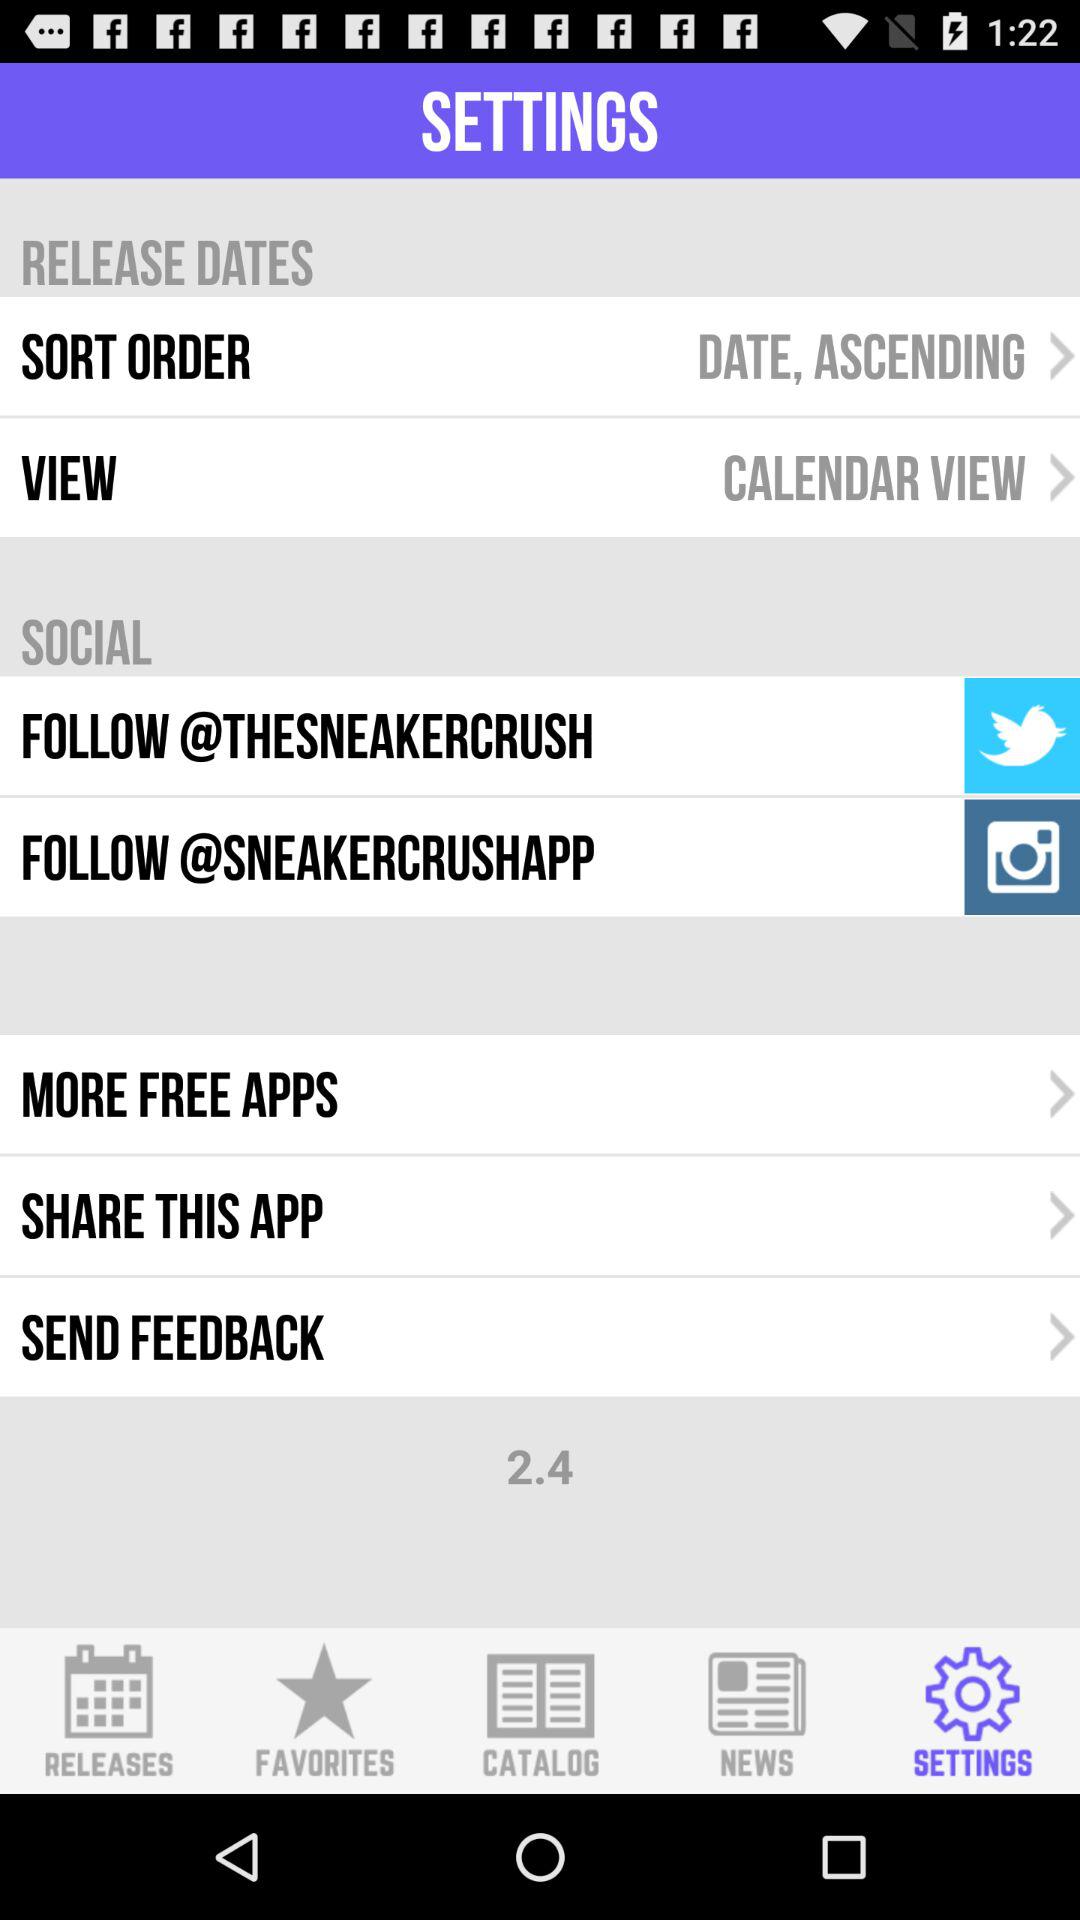 1:22
SETTINGS
RELEASE DATES
SORT ORDER DATE, ASCENDING
VIEW CALENDAR VIEW
SOCIAL
FOLLOW @THESNEAKERCRUSH
FOLLOW @SNEAKERCRUSHAPP
MORE FREE APPS
SHARE THIS APP
SEND FEEDBACK
2.4
RELEASES FAVORITES CATALOG NEWS SETTINGS